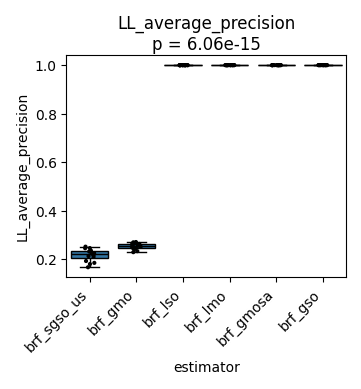 LL_average_precision
p = 6.06e-15
LL_average_precision
1.0
0.8
0.6
0.4
0.2
brf_sgso_us
brf_gmo
brf_lso
brf_lmo
brf_gmosa
brf_gso
estimator